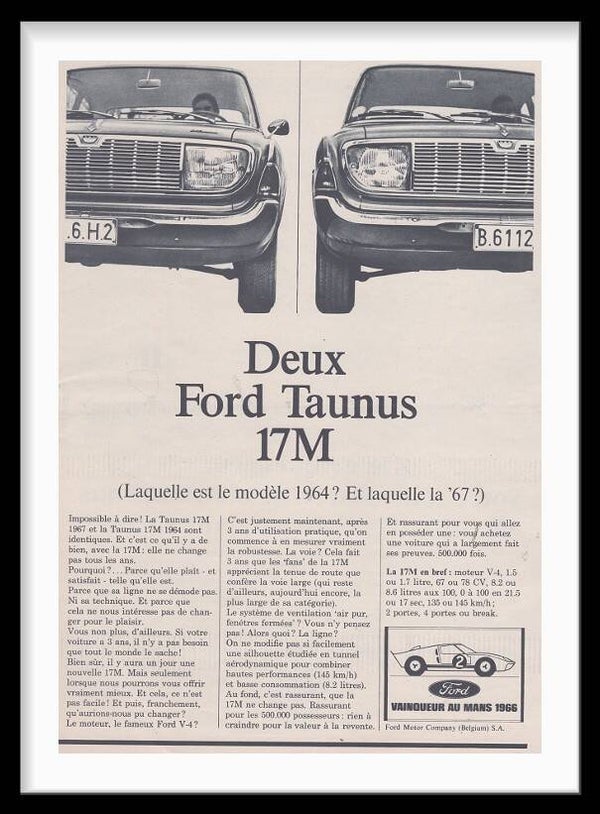 .6.H.2
B.6112
Deux
Ford Taunus
17M
(Laquelle est le modèle 1964? Et laquelle la '67?)
Impossible à dire! La Taunus 17M
1967 et la Taunus 17M 1964 sont
identiques. Et c'est ce qu'il y a de
bien, avec la 17M: elle ne change
pas tous les ans.
Pourquoi?... Parce qu'elle plaît - et
satisfait - telle qu'elle est.
Parce que sa ligne ne se démode pas.
Ni sa technique. Et parce que
cela ne nous intéresse pas de chan-
ger pour le plaisir.
Vous non plus, d'ailleurs. Si votre
voiture a 3 ans, il n'y a pas besoin
que tout le monde le sache!
Bien sûr, il y aura un jour une
nouvelle 17M. Mais seulement
lorsque nous pourrons vous offrir
vraiment mieux. Et cela, ce n'est
pas facile! Et puis, franchement,
qu'aurions-nous pu changer?
Le moteur, le fameux Ford V-4?
C'est justement maintenant, après
3 ans d'utilisation pratique, qu'on
commence à en mesurer vraiment
la robustesse. La voie? Cela fait
3 ans que les 'fans' de la 17M
apprécient la tenue de route que
confère la voie large (qui reste
d'ailleurs, aujourd'hui encore, la
plus large de sa catégorie).
Le système de ventilation 'air pur,
fenêtres fermées'? Vous n'y pensez
pas! Alors quoi? La ligne?
On ne modifie pas si facilement
une silhouette étudiée en tunnel
aérodynamique pour combiner
hautes performances (145 km/h)
et basse consommation (8.2 litres).
Au fond, c'est rassurant, que la
17M ne change pas. Rassurant
pour les 500.000 possesseurs: rien à
craindre pour la valeur à la revente.
Et rassurant pour vous qui allez
en posséder une: vous achetez
une voiture qui a largement fait
ses preuves. 500.000 fois.
La 17M en bref: moteur V-4, 1.5
ou 1.7 litre, 67 ou 78 CV, 8.2 ou
8.6 litres aux 100, 0 à 100 en 21.5
ou 17 sec, 135 ou 145 km/h;
2 portes, 4 portes ou break.
2
Ford
VAINQUEUR AU MANS 1966
Ford Motor Company (Belgium) S.A.